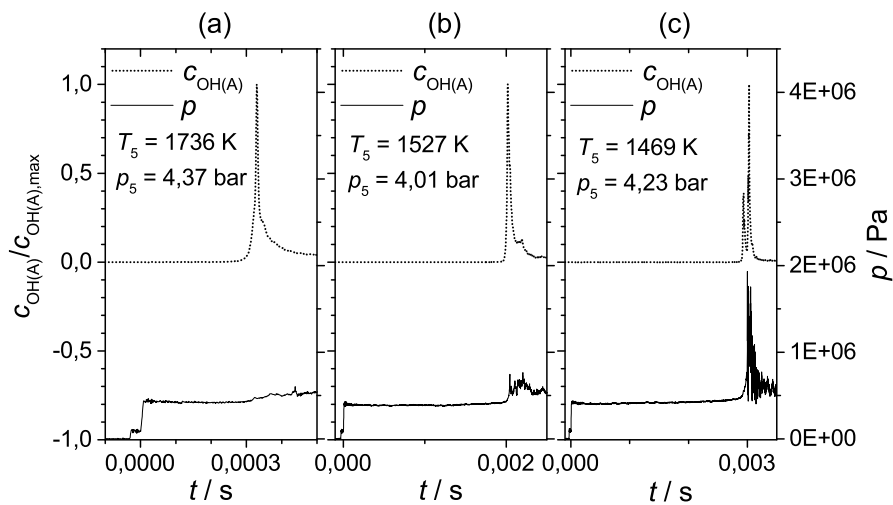 (a) (b) (c)
1,0
0,5
0,0
-0,5
-1,0
c_OH(A)/c_OH(A),max
c_OH(A)
p
T_5 = 1736 K
p_5 = 4,37 bar
c_OH(A)
p
T_5 = 1527 K
p_5 = 4,01 bar
c_OH(A)
p
T_5 = 1469 K
p_5 = 4,23 bar
4E+06
3E+06
2E+06
1E+06
0E+00
p / Pa
0,0000 0,0003 0,000 0,002 0,000 0,003
t / s t / s t / s